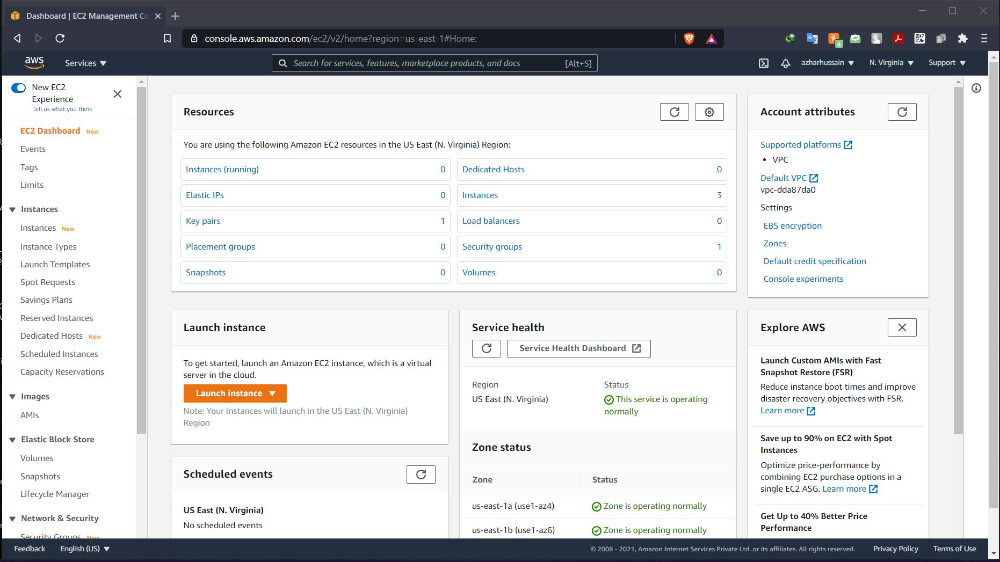 Dashboard | EC2 Management Co
console.aws.amazon.com/ec2/v2/home?region=us-east-1#Home:
4
aws
Services
Search for services, features, marketplace products, and docs
[Alt+S]
azharhussain
N. Virginia
Support
New EC2
Experience
Tell us what you think
EC2 Dashboard New
Events
Tags
Limits
Instances
Instances New
Instance Types
Launch Templates
Spot Requests
Savings Plans
Reserved Instances
Dedicated Hosts New
Scheduled Instances
Capacity Reservations
Images
AMIs
Elastic Block Store
Volumes
Snapshots
Lifecycle Manager
Network & Security
Security Groups New
Resources
You are using the following Amazon EC2 resources in the US East (N. Virginia) Region:
Instances (running) 0
Dedicated Hosts 0
Elastic IPs 0
Instances 3
Key pairs 1
Load balancers 0
Placement groups 0
Security groups 1
Snapshots 0
Volumes 0
Account attributes
Supported platforms
• VPC
Default VPC
vpc-dda87da0
Settings
EBS encryption
Zones
Default credit specification
Console experiments
Launch instance
To get started, launch an Amazon EC2 instance, which is a virtual
server in the cloud.
Launch instance
Note: Your instances will launch in the US East (N. Virginia)
Region
Scheduled events
US East (N. Virginia)
No scheduled events
Service health
Service Health Dashboard
Region
Status
US East (N. Virginia)
This service is operating
normally
Zone status
Zone
Status
us-east-1a (use1-az4)
Zone is operating normally
us-east-1b (use1-az6)
Zone is operating normally
Explore AWS
Launch Custom AMIs with Fast
Snapshot Restore (FSR)
Reduce instance boot times and improve
disaster recovery objectives with FSR.
Learn more
Save up to 90% on EC2 with Spot
Instances
Optimize price-performance by
combining EC2 purchase options in a
single EC2 ASG. Learn more
Get Up to 40% Better Price
Performance
Feedback
English (US)
© 2008 - 2021, Amazon Internet Services Private Ltd. or its affiliates. All rights reserved.
Privacy Policy
Terms of Use